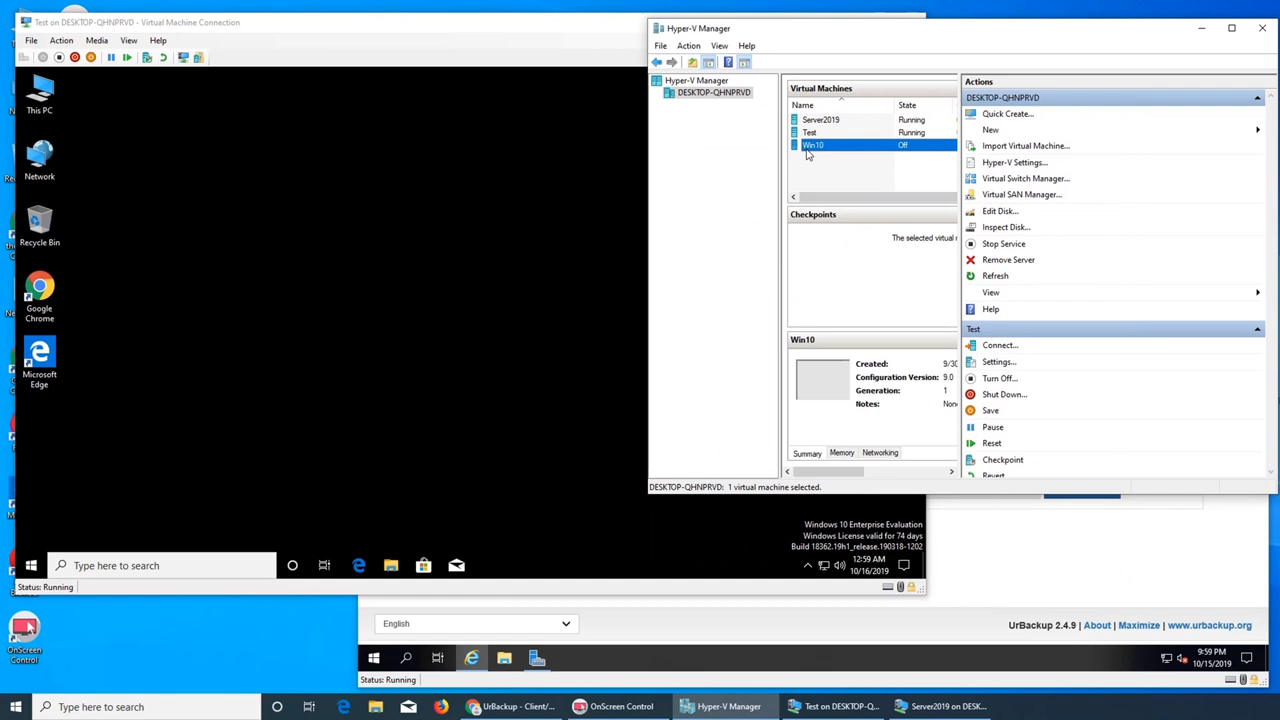 Test on DESKTOP-QHNPRVD - Virtual Machine Connection
File Action Media View Help
This PC
Network
Recycle Bin
Google
Chrome
Microsoft
Edge
Windows 10 Enterprise Evaluation
Windows License valid for 74 days
Build 18362.19h1_release.190318-1202
Type here to search
12:59 AM
10/16/2019
Status: Running
Hyper-V Manager
File Action View Help
Hyper-V Manager
DESKTOP-QHNPRVD
Virtual Machines
Name State
Server2019 Running
Test Running
Win10 Off
Checkpoints
The selected virtual
Win10
Created: 9/30
Configuration Version: 9.0
Generation: 1
Notes: None
Summary Memory Networking
Actions
DESKTOP-QHNPRVD
Quick Create...
New
Import Virtual Machine...
Hyper-V Settings...
Virtual Switch Manager...
Virtual SAN Manager...
Edit Disk...
Inspect Disk...
Stop Service
Remove Server
Refresh
View
Help
Test
Connect...
Settings...
Turn Off...
Shut Down...
Save
Pause
Reset
Checkpoint
Revert...
DESKTOP-QHNPRVD: 1 virtual machine selected.
English
UrBackup 2.4.9 | About | Maximize | www.urbackup.org
9:59 PM
10/15/2019
Status: Running
OnScreen
Control
Type here to search
UrBackup - Client/...
OnScreen Control
Hyper-V Manager
Test on DESKTOP-Q...
Server2019 on DESK...